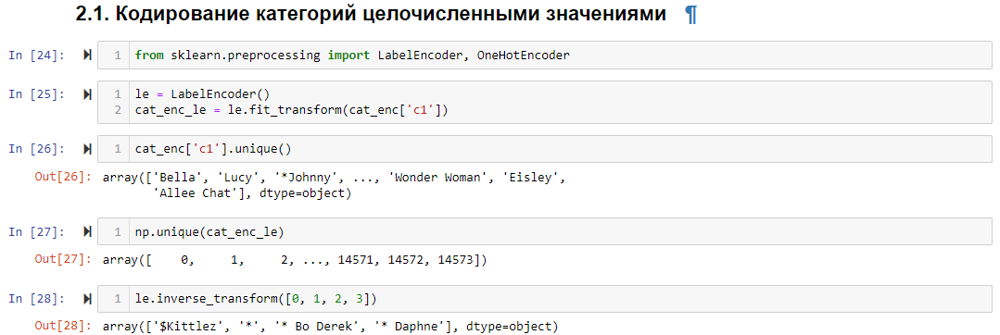 2.1. Кодирование категорий целочисленными значениями ¶
In [24]: 1 from sklearn.preprocessing import LabelEncoder, OneHotEncoder
In [25]: 1 le = LabelEncoder()
2 cat_enc_le = le.fit_transform(cat_enc['c1'])
In [26]: 1 cat_enc['c1'].unique()
Out[26]: array(['Bella', 'Lucy', '*Johnny', ..., 'Wonder Woman', 'Eisley',
'Allee Chat'], dtype=object)
In [27]: 1 np.unique(cat_enc_le)
Out[27]: array([    0,     1,     2, ..., 14571, 14572, 14573])
In [28]: 1 le.inverse_transform([0, 1, 2, 3])
Out[28]: array(['$Kittlez', '*', '* Bo Derek', '* Daphne'], dtype=object)